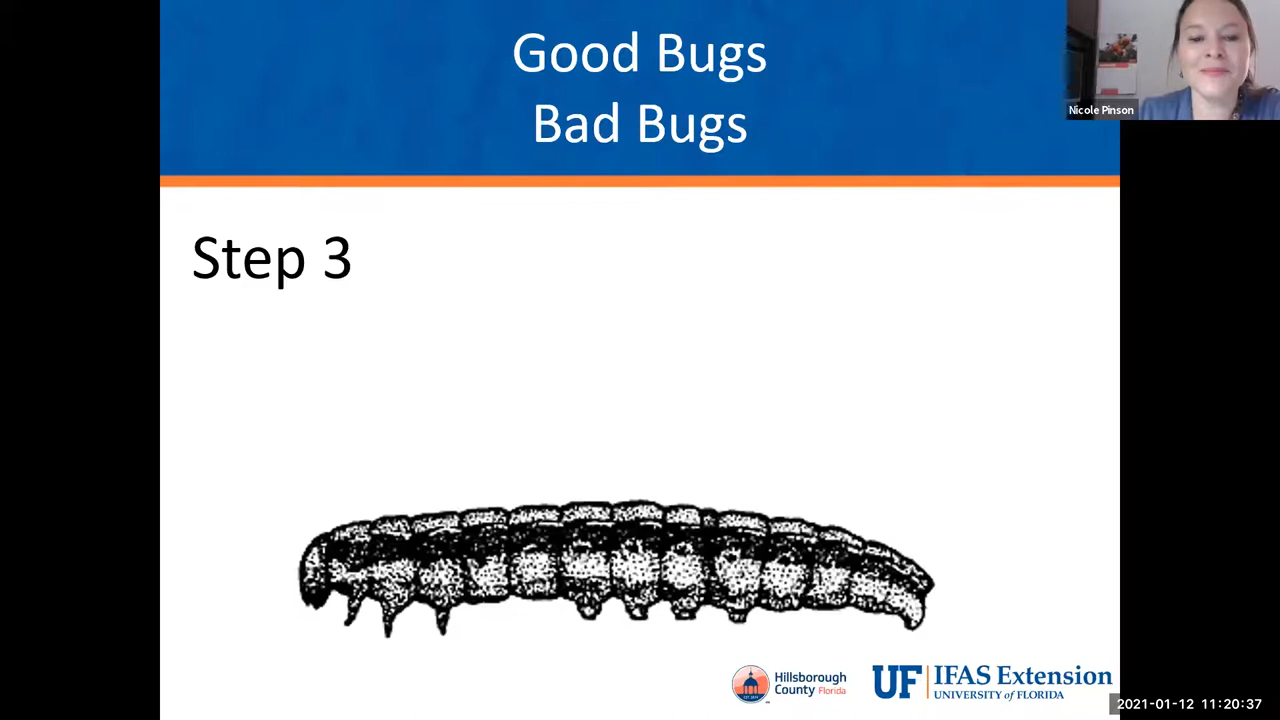 Good Bugs
Bad Bugs
Nicole Pinson
Step 3
Hillsborough
County Florida
UF IFAS Extension
UNIVERSITY of FLORIDA
2021-01-12 11:20:37